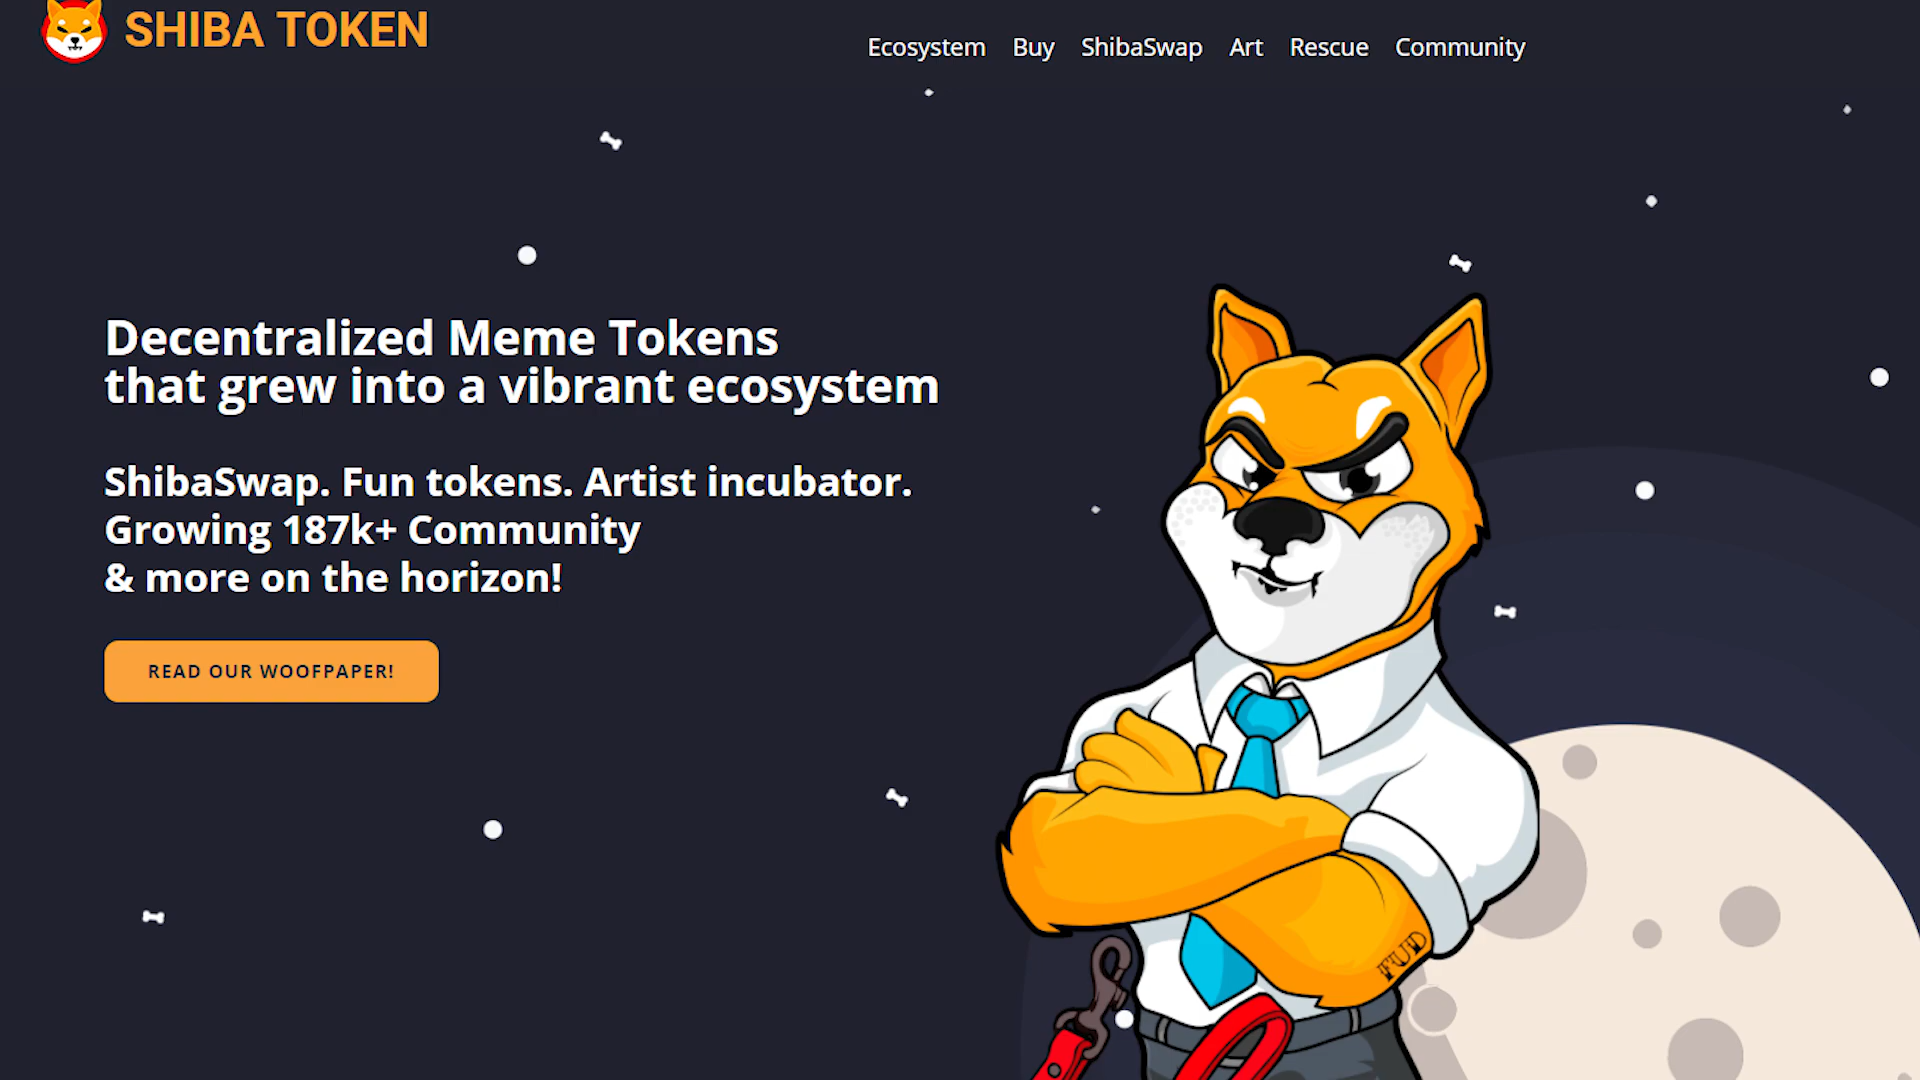 SHIBA TOKEN
Ecosystem Buy ShibaSwap Art Rescue Community
Decentralized Meme Tokens
that grew into a vibrant ecosystem
ShibaSwap. Fun tokens. Artist incubator.
Growing 187k+ Community
& more on the horizon!
READ OUR WOOFPAPER!
FUD